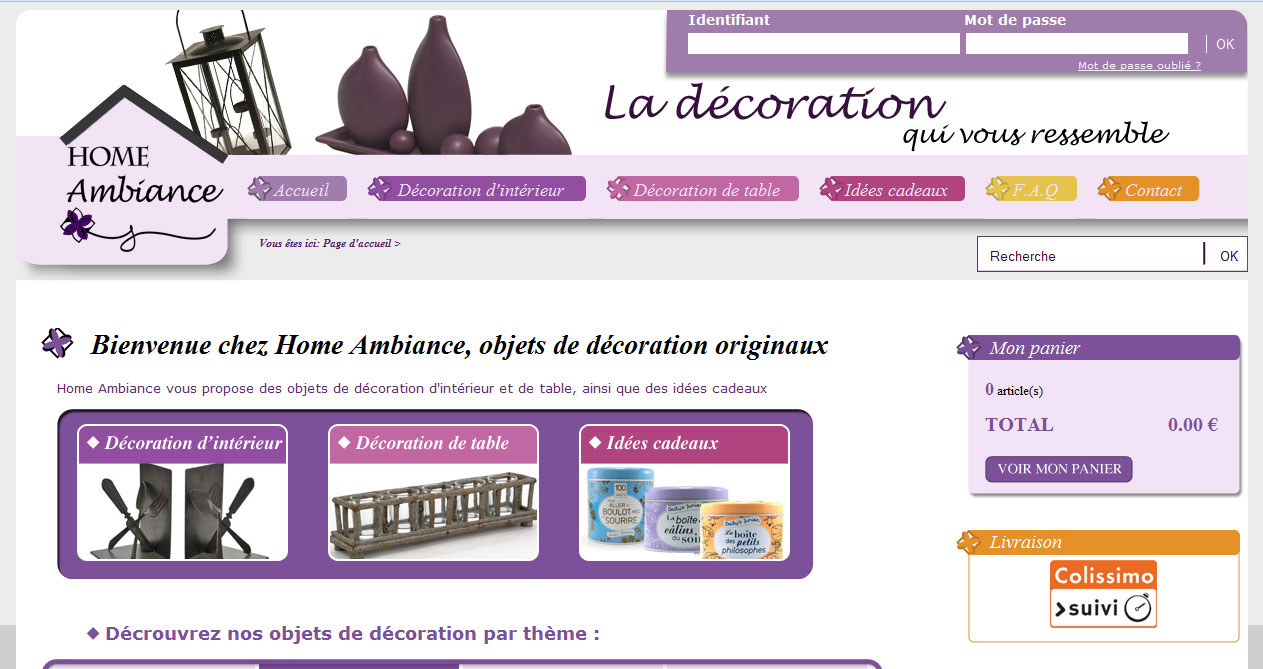 Identifiant
Mot de passe
OK
Mot de passe oublié ?
La décoration
qui vous ressemble
HOME
Ambiance
Accueil
Décoration d'intérieur
Décoration de table
Idées cadeaux
F.A.Q
Contact
Vous êtes ici: Page d'accueil >
Recherche
OK
Bienvenue chez Home Ambiance, objets de décoration originaux
Home Ambiance vous propose des objets de décoration d'intérieur et de table, ainsi que des idées cadeaux
Décoration d'intérieur
Décoration de table
Idées cadeaux
100
ALLER AU
BOULOT AVEC
SOURIRE
La boîte
câlins,
du soir
La boîte
des petits
philosophes
Mon panier
0 article(s)
TOTAL
0.00 €
VOIR MON PANIER
Livraison
Colissimo
suivi
Décrouvrez nos objets de décoration par thème :